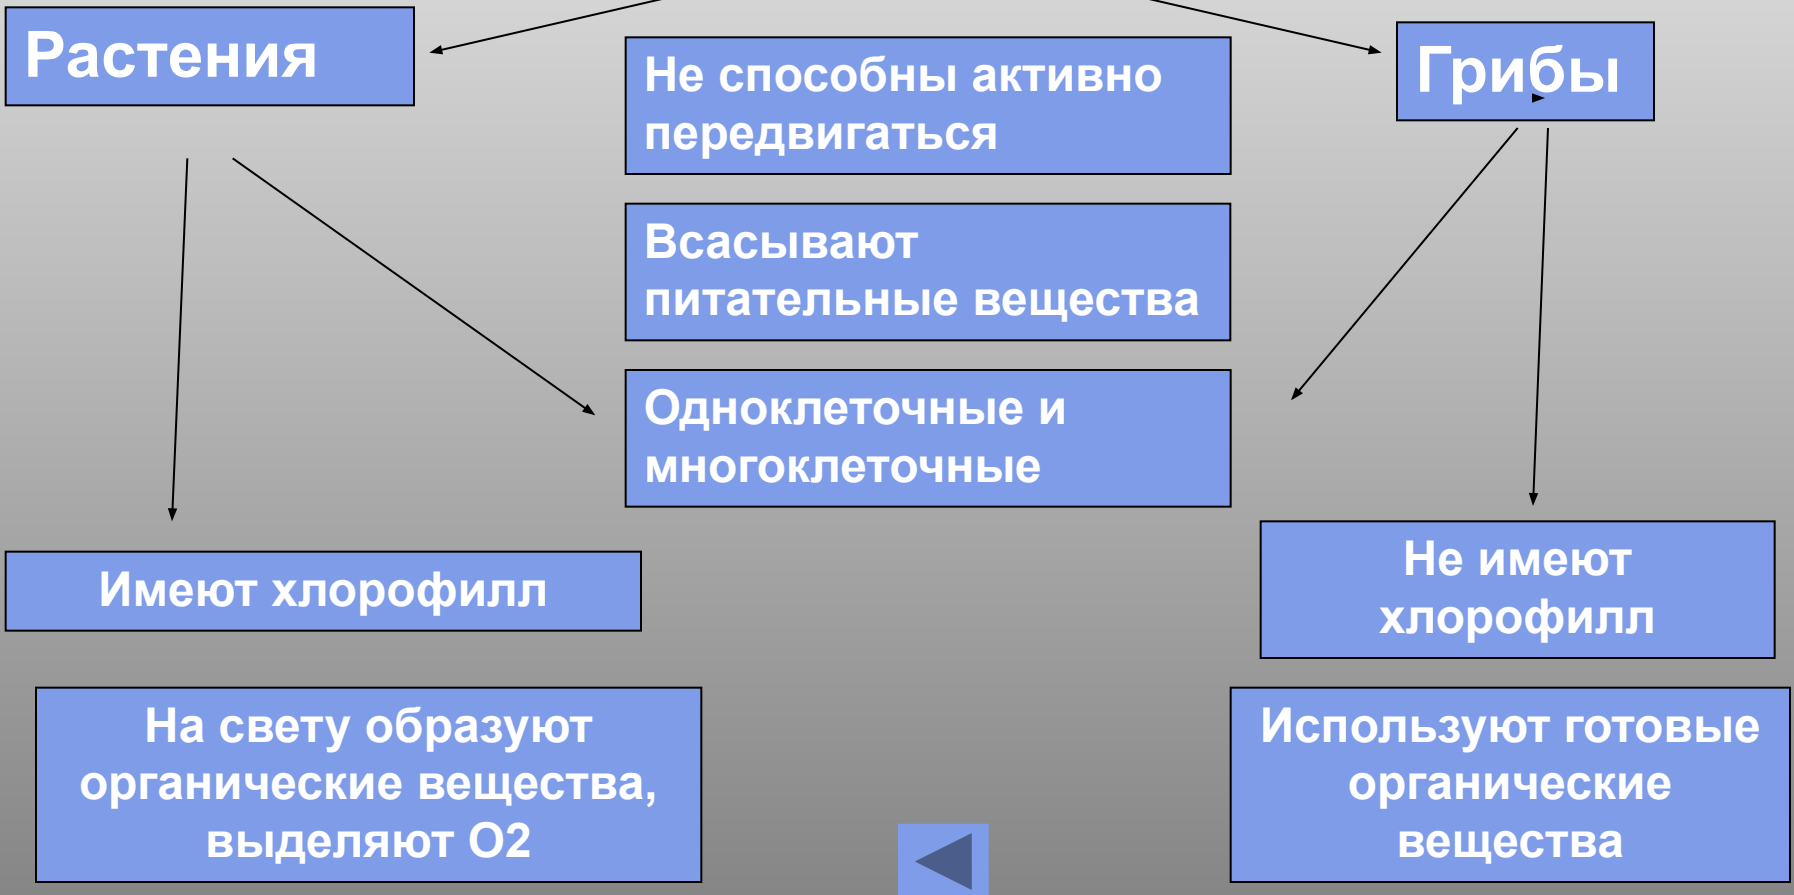 Растения
Грибы
Не способны активно
передвигаться
Всасывают
питательные вещества
Одноклеточные и
многоклеточные
Имеют хлорофилл
Не имеют
хлорофилл
На свету образуют
органические вещества,
выделяют О2
Используют готовые
органические
вещества